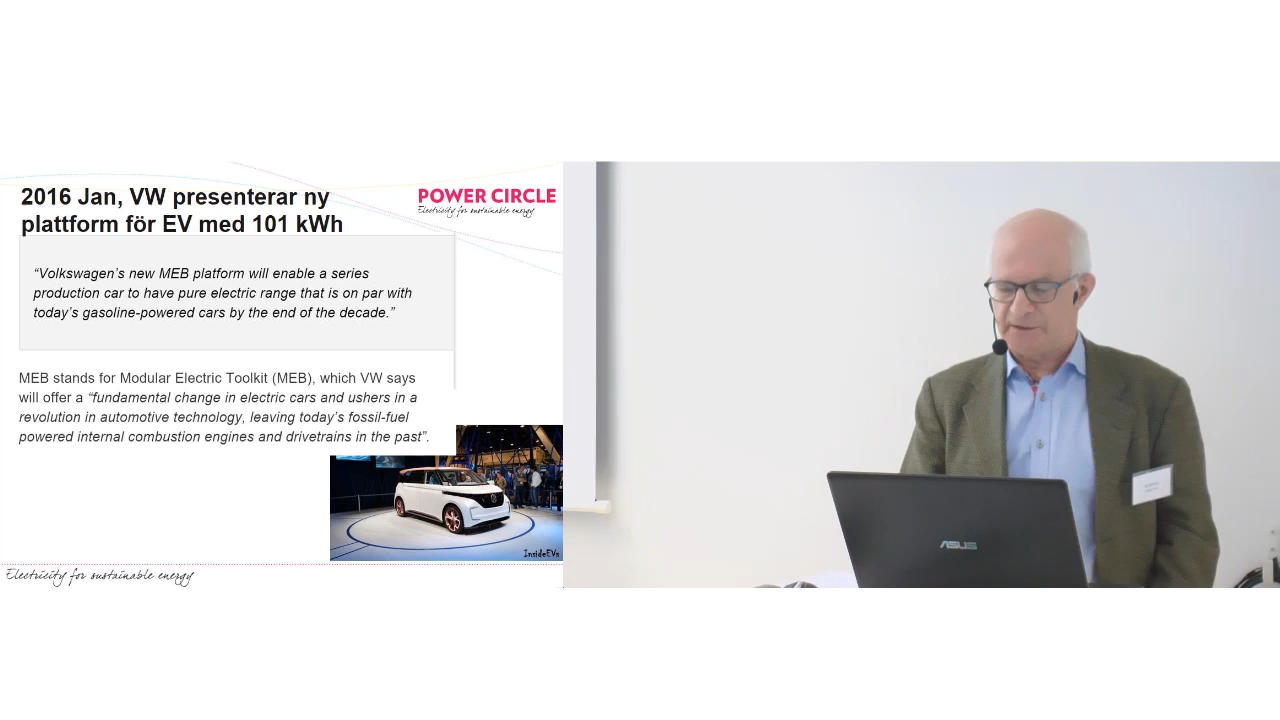 2016 Jan, VW presenterar ny
plattform för EV med 101 kWh
POWER CIRCLE
Electricity for sustainable energy
“Volkswagen’s new MEB platform will enable a series
production car to have pure electric range that is on par with
today’s gasoline-powered cars by the end of the decade.”
MEB stands for Modular Electric Toolkit (MEB), which VW says
will offer a “fundamental change in electric cars and ushers in a
revolution in automotive technology, leaving today’s fossil-fuel
powered internal combustion engines and drivetrains in the past”.
InsideEVs
Electricity for sustainable energy
ASUS